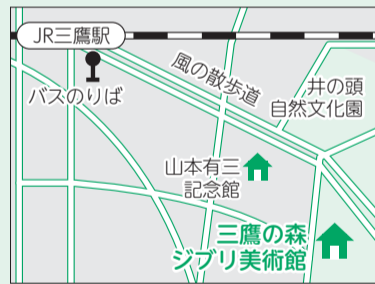 JR三鷹駅
バスのりば
風の散歩道
井の頭
自然文化園
山本有三
記念館
三鷹の森
ジブリ美術館